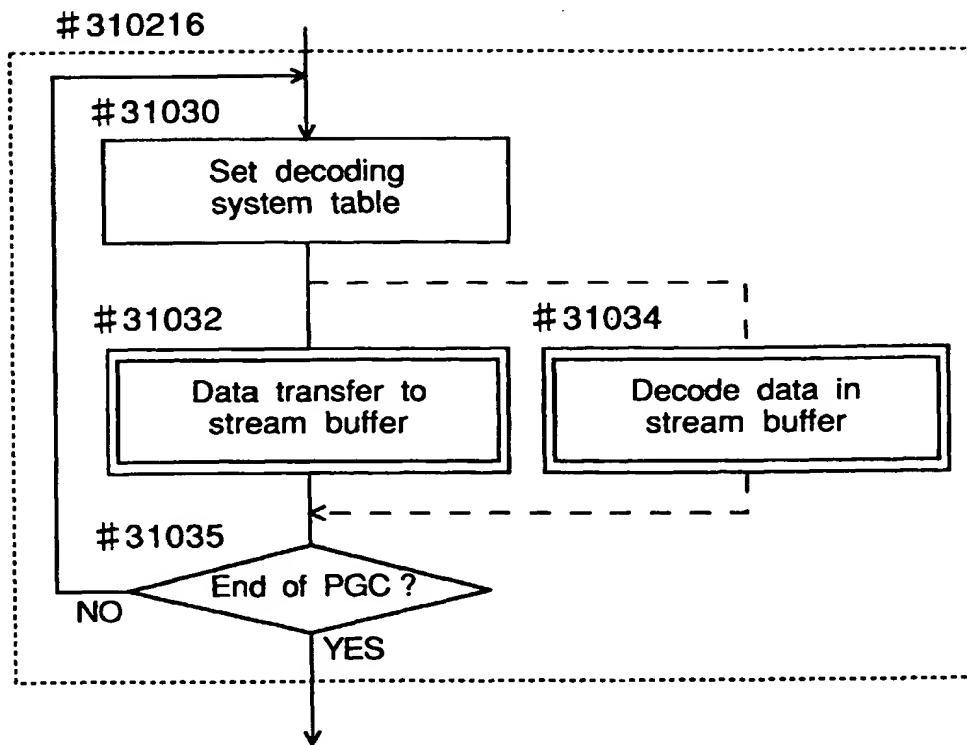 #310216
#31030
Set decoding
system table
#31032
#31034
Data transfer to
stream buffer
Decode data in
stream buffer
#31035
End of PGC ?
NO
YES